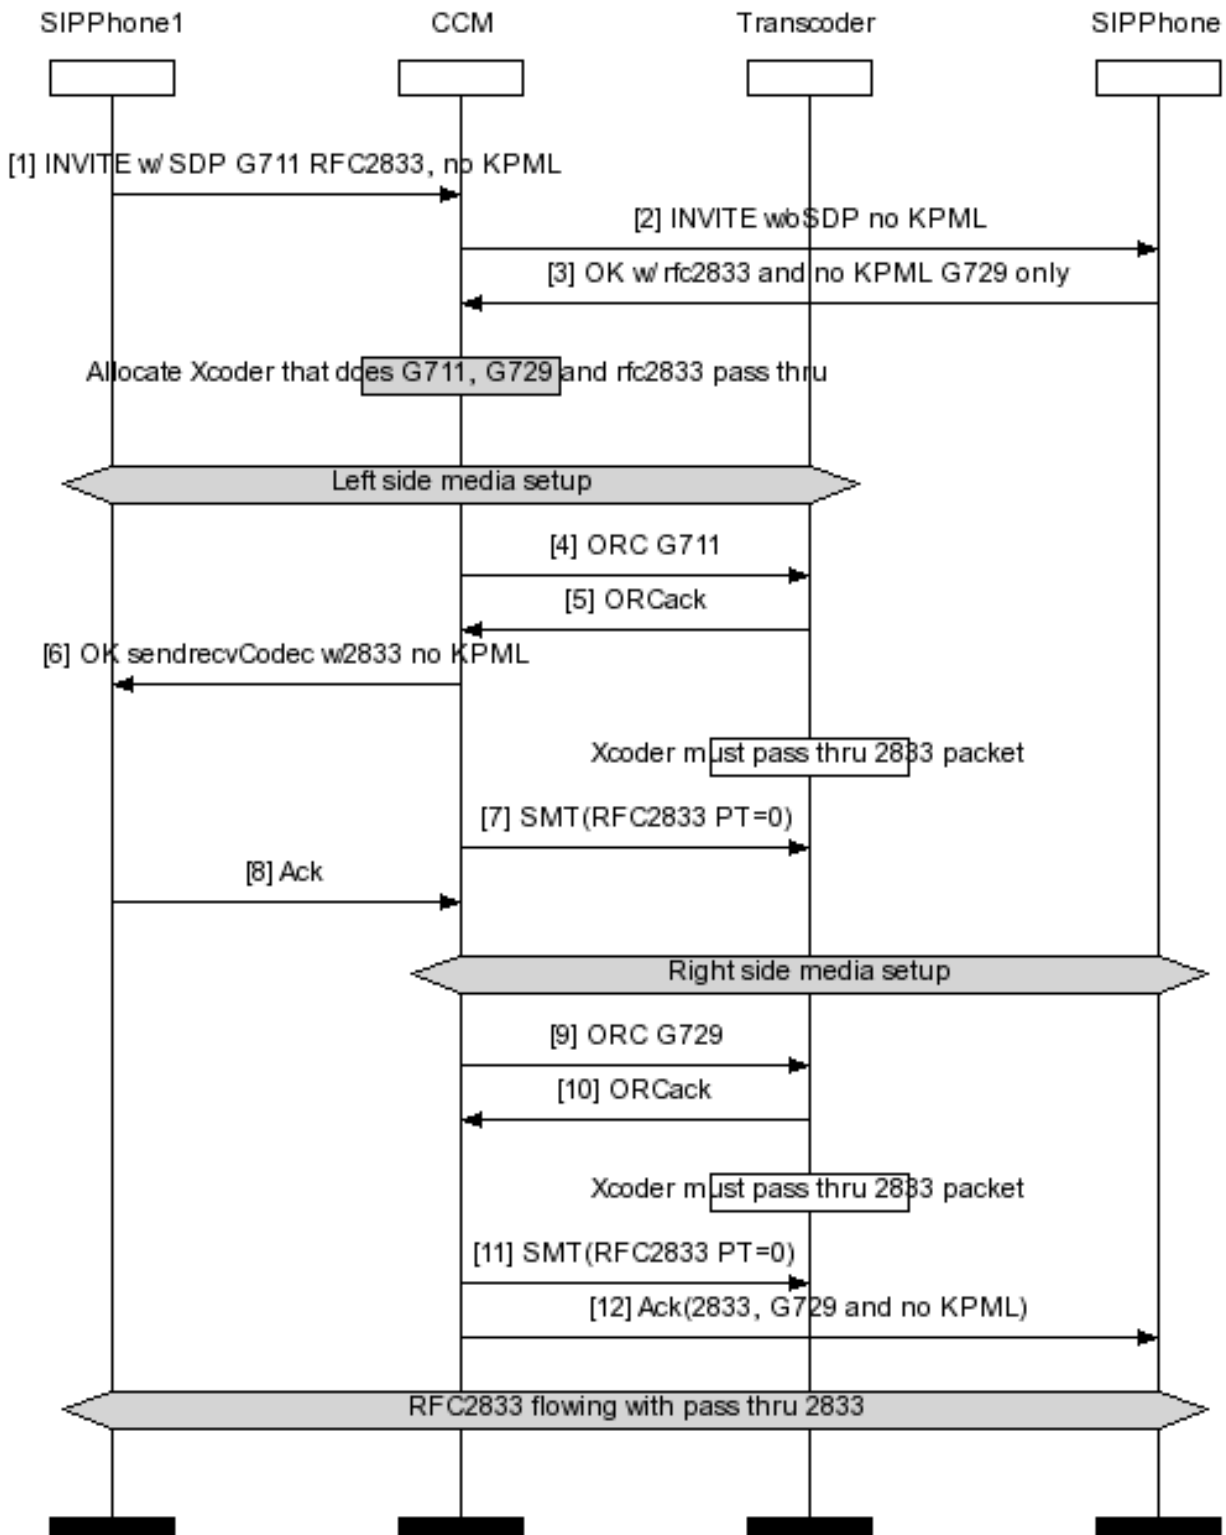 SIPPhone1 CCM Transcoder SIPPhone
[1] INVITE w/ SDP G711 RFC2833, no KPML
[2] INVITE w/o SDP no KPML
[3] OK w/ rfc2833 and no KPML G729 only
Allocate Xcoder that does G711, G729 and rfc2833 pass thru
Left side media setup
[4] ORC G711
[5] ORCack
[6] OK sendrecvCodec w/2833 no KPML
Xcoder must pass thru 2833 packet
[7] SMT(RFC2833 PT=0)
[8] Ack
Right side media setup
[9] ORC G729
[10] ORCack
Xcoder must pass thru 2833 packet
[11] SMT(RFC2833 PT=0)
[12] Ack(2833, G729 and no KPML)
RFC2833 flowing with pass thru 2833